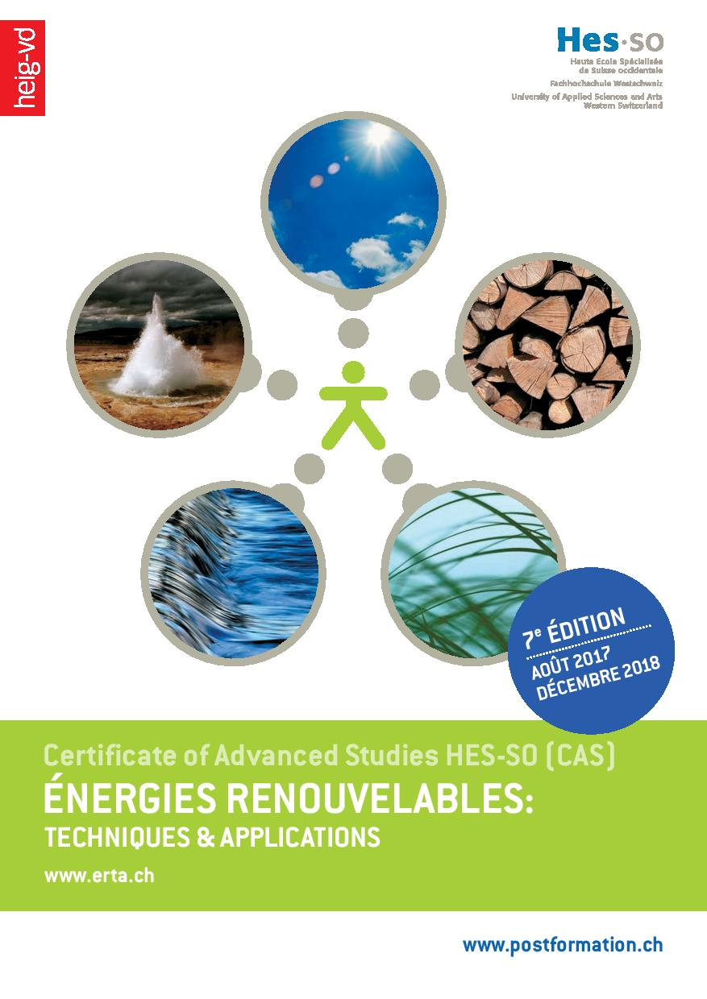 heig-vd
Hes·so
Haute Ecole Spécialisée
de Suisse occidentale
Fachhochschule Westschweiz
University of Applied Sciences and Arts
Western Switzerland
7e ÉDITION
AOÛT 2017
DÉCEMBRE 2018
Certificate of Advanced Studies HES-SO (CAS)
ÉNERGIES RENOUVELABLES:
TECHNIQUES & APPLICATIONS
www.erta.ch
www.postformation.ch